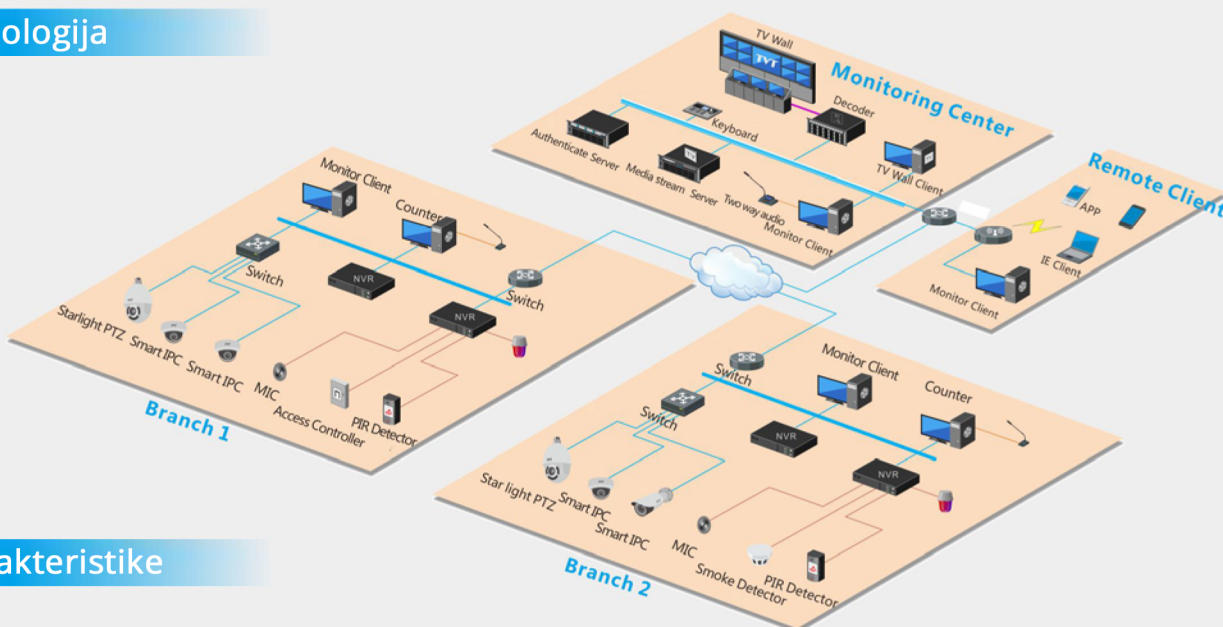 ologija
TV Wall
TVT
Monitoring Center
Decoder
Keyboard
Authenticate Server
Media stream Server
TV Wall Client
Two way audio
Monitor Client
Remote Client
APP
IE Client
Monitor Client
Monitor Client
Counter
Switch
NVR
Switch
NVR
Starlight PTZ
Smart IPC
Smart IPC
MIC
Access Controller
PIR Detector
Branch 1
Switch
Monitor Client
Counter
Switch
NVR
NVR
Star light PTZ
Smart IPC
Smart IPC
MIC
Smoke Detector
PIR Detector
Branch 2
akteristike